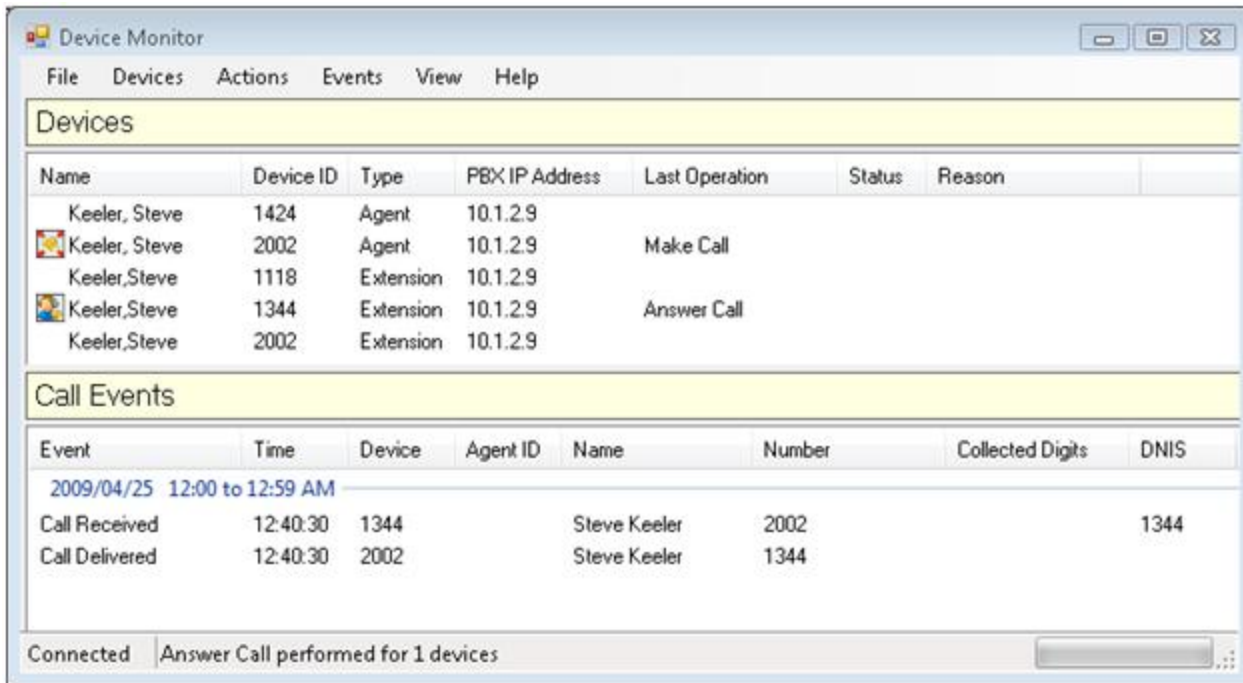 Device Monitor
File Devices Actions Events View Help
Devices
Name Device ID Type PBX IP Address Last Operation Status Reason
Keeler, Steve 1424 Agent 10.1.2.9
Keeler, Steve 2002 Agent 10.1.2.9 Make Call
Keeler,Steve 1118 Extension 10.1.2.9
Keeler,Steve 1344 Extension 10.1.2.9 Answer Call
Keeler,Steve 2002 Extension 10.1.2.9
Call Events
Event Time Device Agent ID Name Number Collected Digits DNIS
2009/04/25 12:00 to 12:59 AM
Call Received 12:40:30 1344 Steve Keeler 2002 1344
Call Delivered 12:40:30 2002 Steve Keeler 1344
Connected Answer Call performed for 1 devices